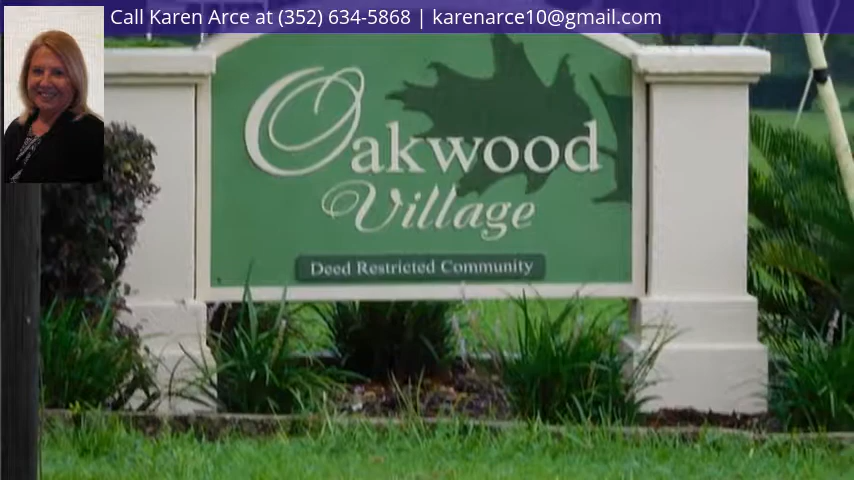 Call Karen Arce at (352) 634-5868 | karenarce10@gmail.com
Oakwood
Village
Deed Restricted Community